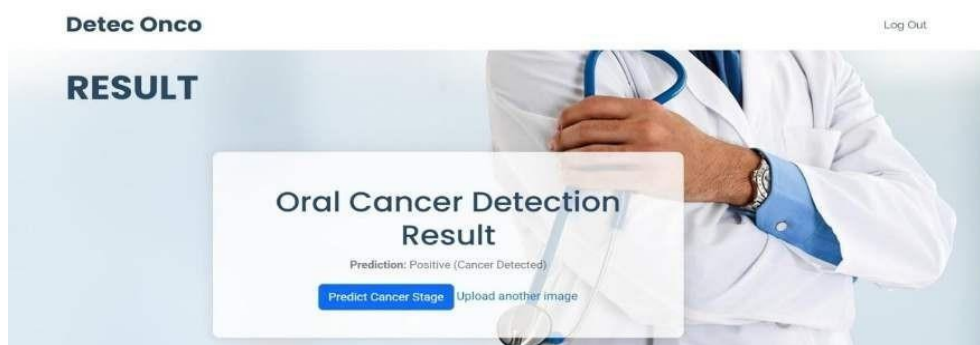 Detec Onco
Log Out
RESULT
Oral Cancer Detection
Result
Prediction: Positive (Cancer Detected)
Predict Cancer Stage Upload another image